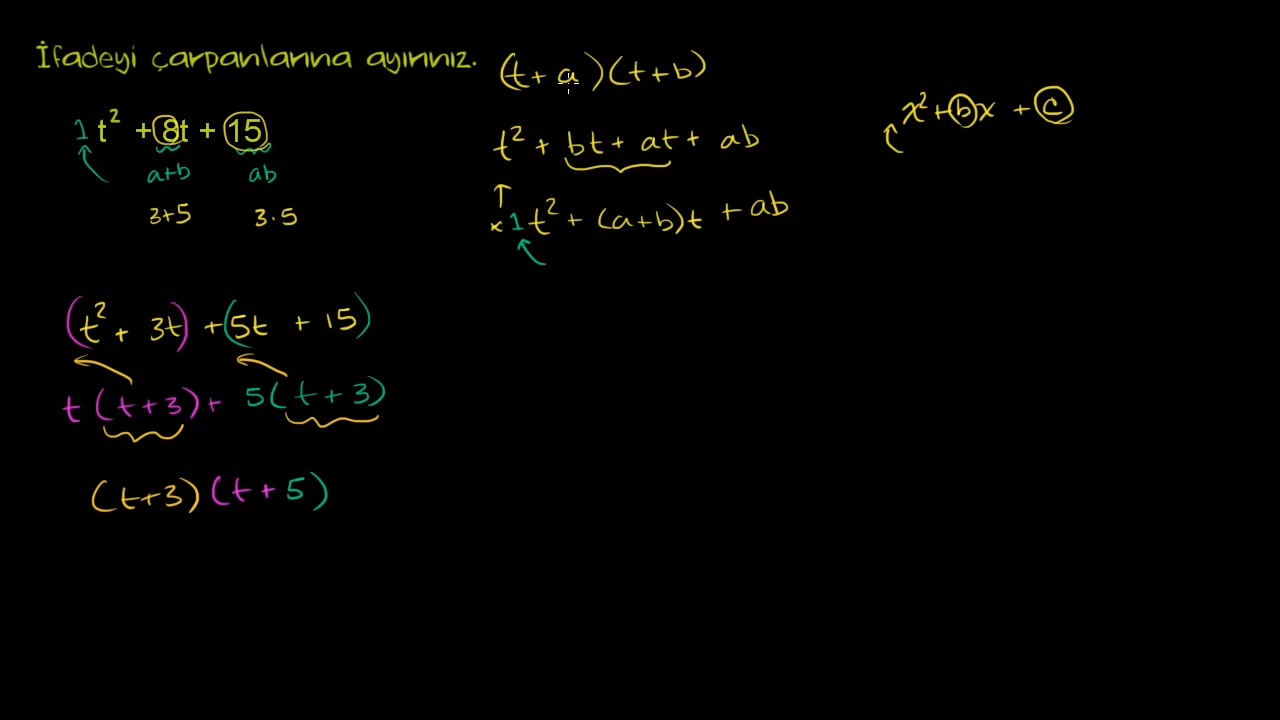 İfadeyi çarpanlarına ayırınız.
1t² + 8t + 15
a+b ab
3+5 3·5
(t² + 3t) + (5t + 15)
t(t+3) + 5(t+3)
(t+3)(t+5)
(t+a)(t+b)
t² + bt + at + ab
× 1t² + (a+b)t + ab
x² + bx + c